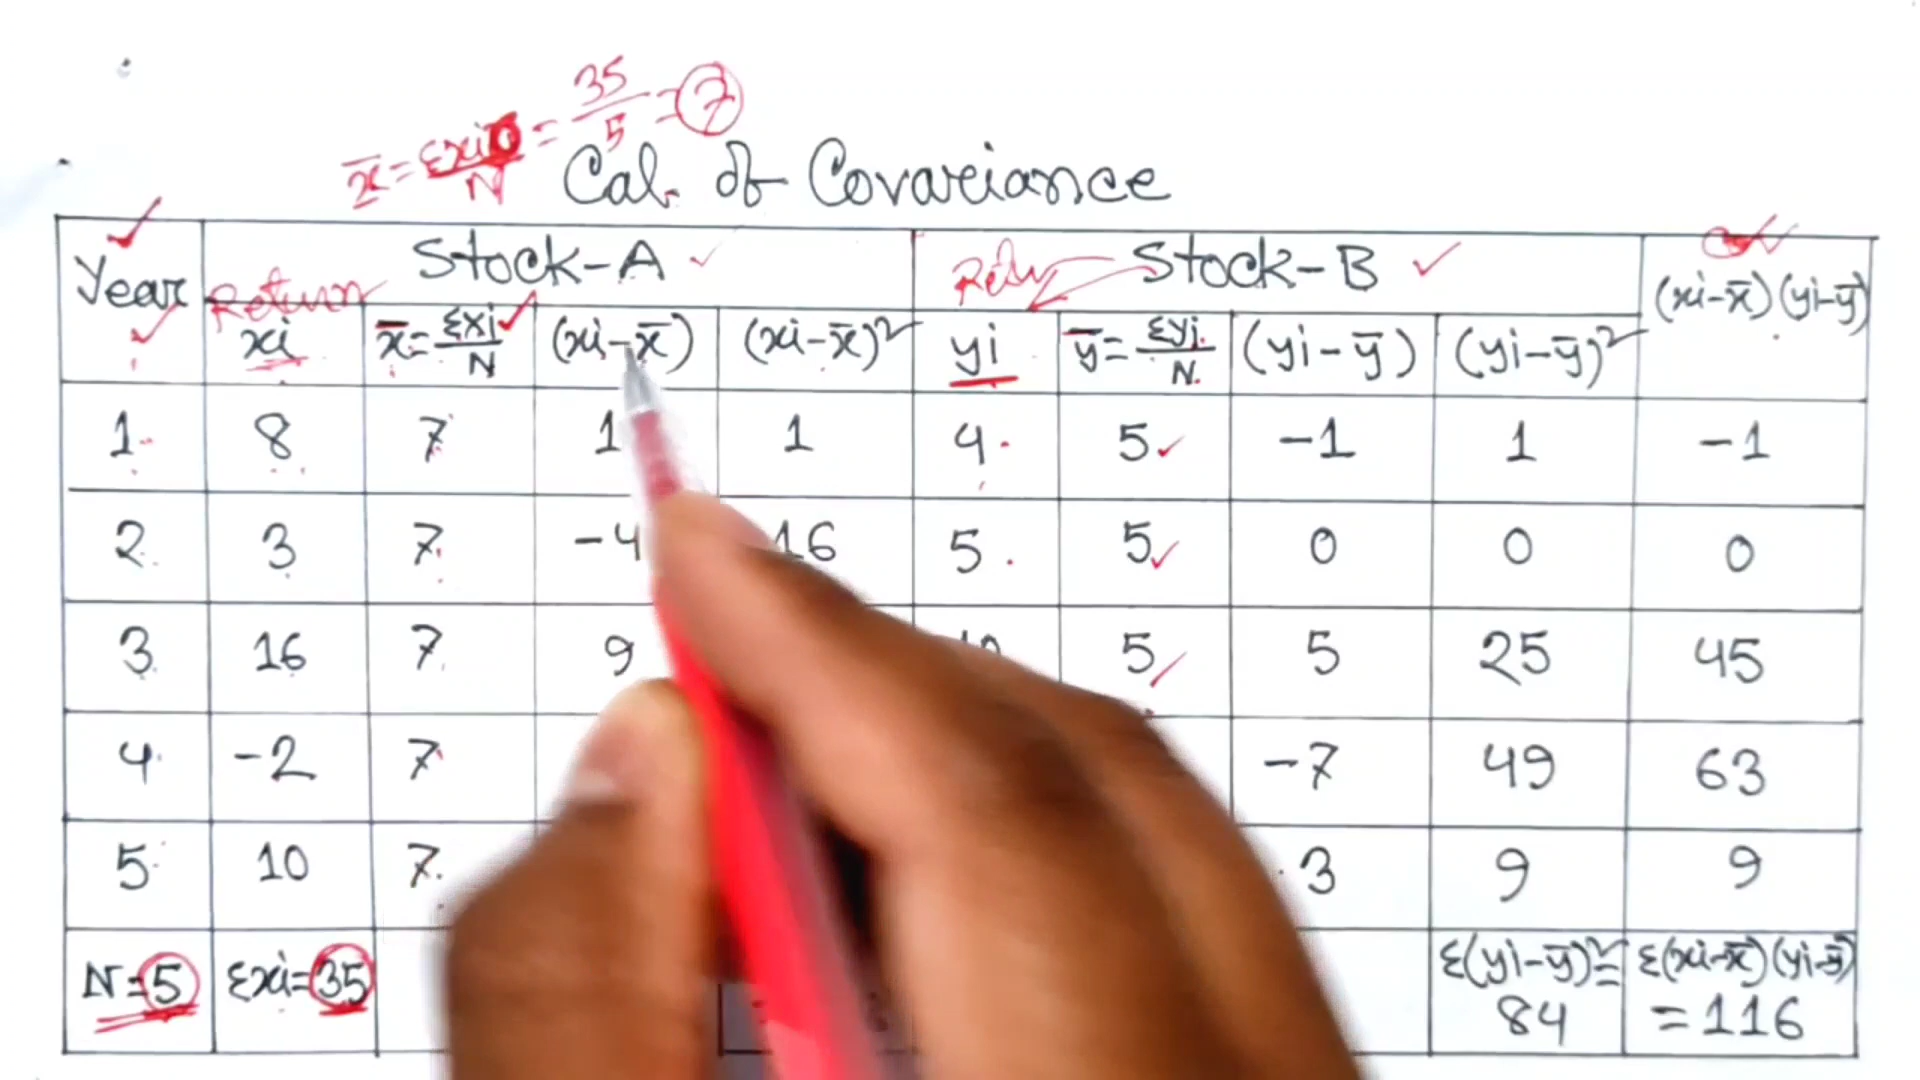 x̄ = Σxi/N = 35/5 = 7
Cal. of Covariance
Year Stock-A Stock-B (xi-x̄)(yi-ȳ)
Return
xi x̄=Σxi/N (xi-x̄) (xi-x̄)² yi ȳ=Σyi/N (yi-ȳ) (yi-ȳ)²
1 8 7 1 1 4 5 -1 1 -1
2 3 7 -4 16 5 5 0 0 0
3 16 7 9 5 5 25 45
4 -2 7 -7 49 63
5 10 7 3 9 9
N=5 Σxi=35 Σ(yi-ȳ)²= 84 Σ(xi-x̄)(yi-ȳ) =116